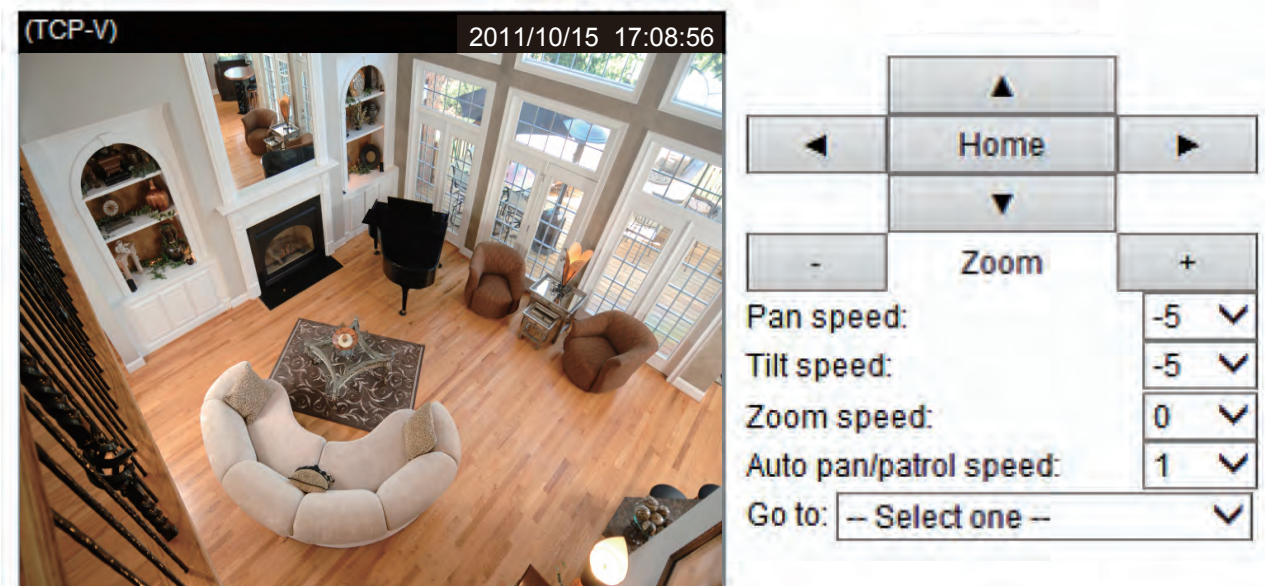 (TCP-V)
2011/10/15 17:08:56
▲
◄ Home ►
▼
- Zoom +
Pan speed: -5
Tilt speed: -5
Zoom speed: 0
Auto pan/patrol speed: 1
Go to: -- Select one --